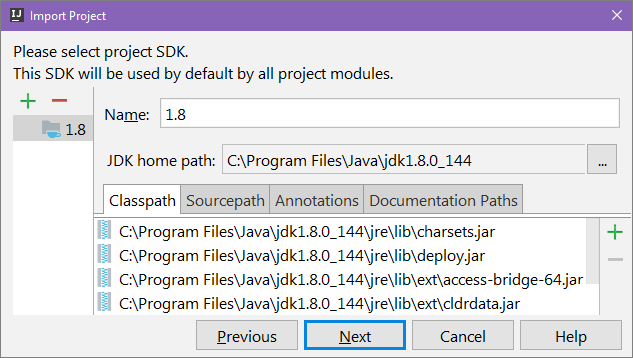 IJ Import Project
Please select project SDK.
This SDK will be used by default by all project modules.
1.8
Name: 1.8
JDK home path: C:\Program Files\Java\jdk1.8.0_144 ...
Classpath Sourcepath Annotations Documentation Paths
C:\Program Files\Java\jdk1.8.0_144\jre\lib\charsets.jar
C:\Program Files\Java\jdk1.8.0_144\jre\lib\deploy.jar
C:\Program Files\Java\jdk1.8.0_144\jre\lib\ext\access-bridge-64.jar
C:\Program Files\Java\jdk1.8.0_144\jre\lib\ext\cldrdata.jar
Previous Next Cancel Help